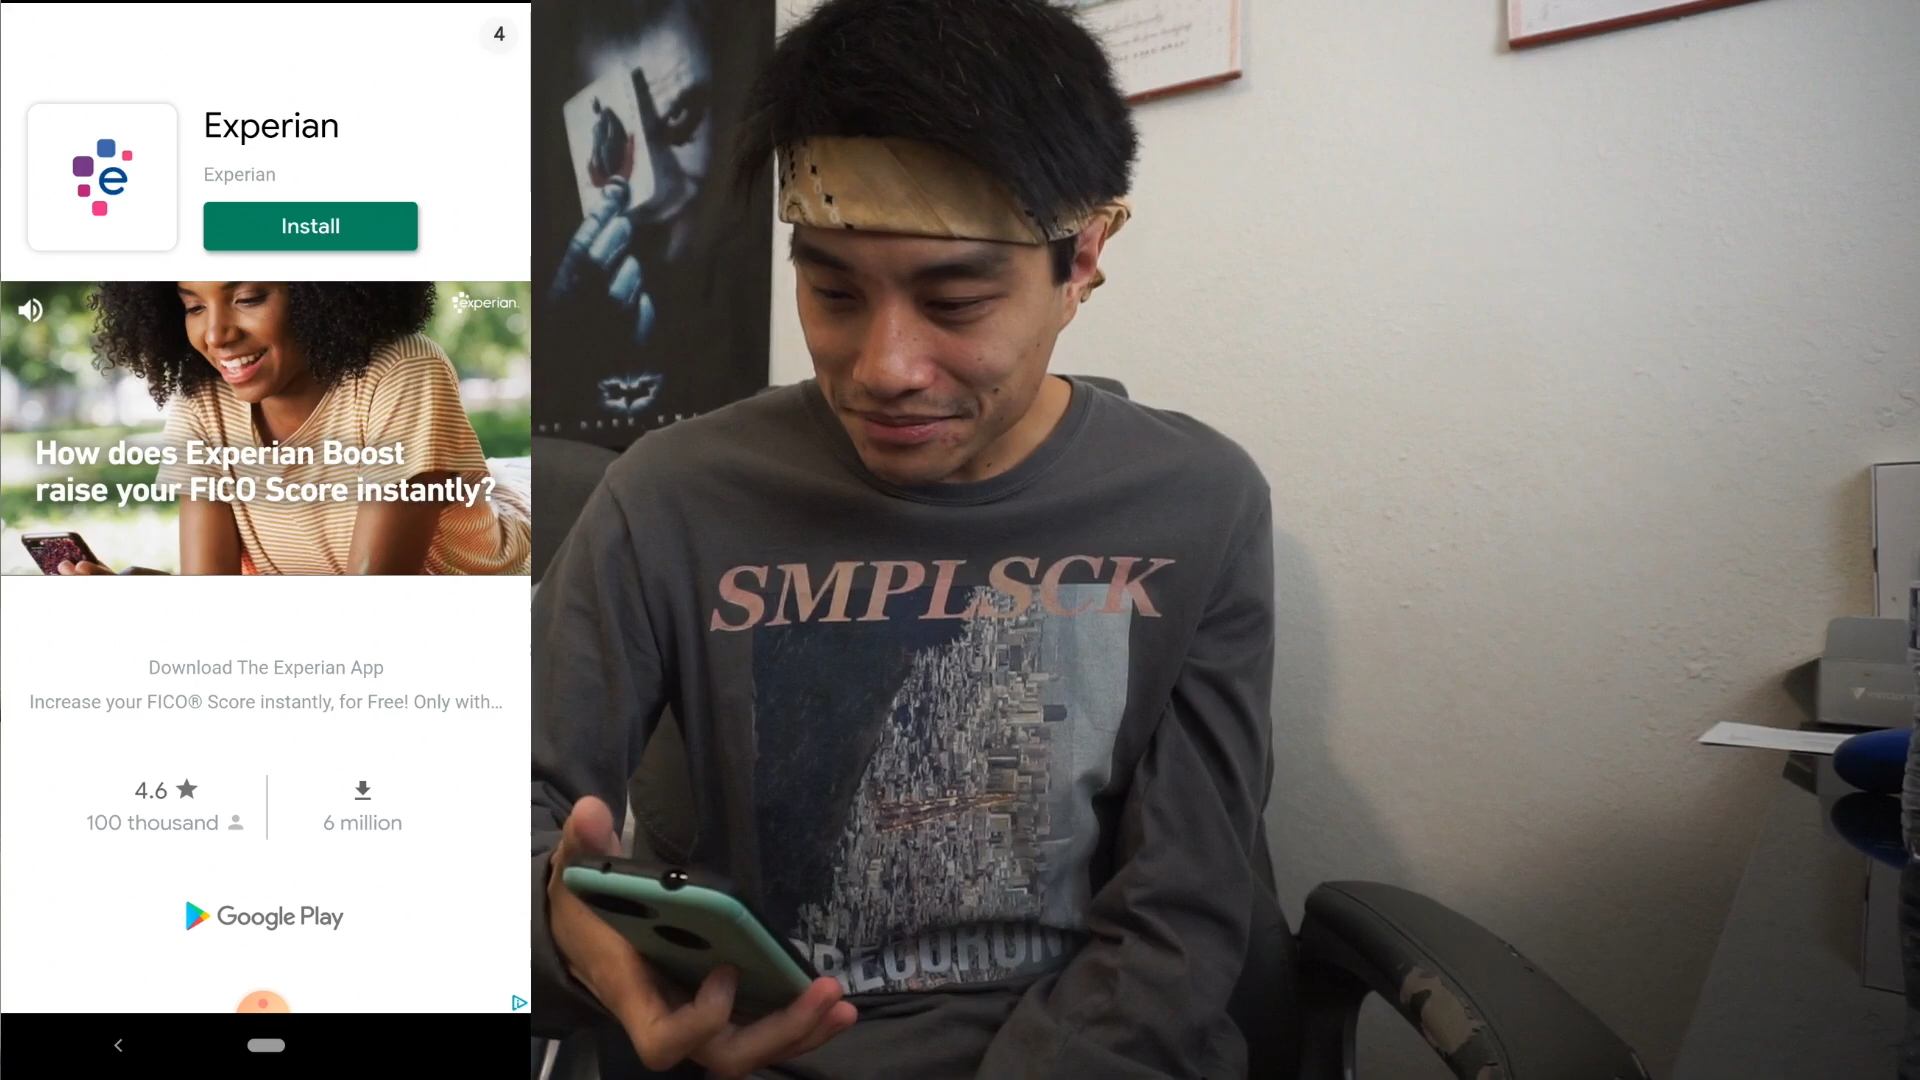 4
Experian
Experian
Install
experian.
How does Experian Boost
raise your FICO Score instantly?
Download The Experian App
Increase your FICO® Score instantly, for Free! Only with...
4.6
100 thousand
6 million
Google Play
SMPLSCK